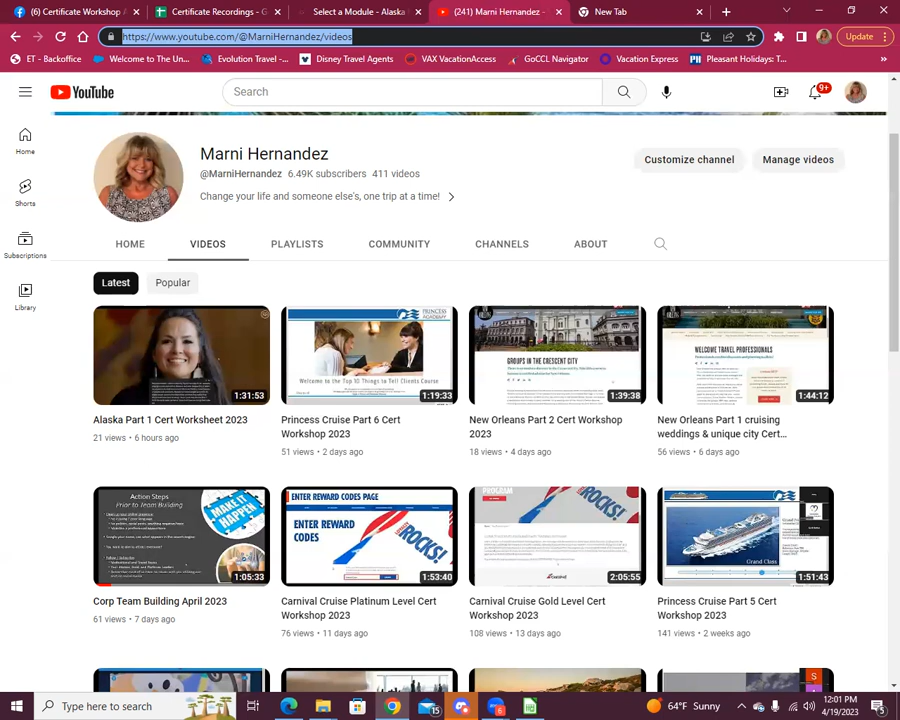 (6) Certificate Workshop A
Certificate Recordings - G
Select a Module - Alaska
(241) Marni Hernandez -
New Tab
https://www.youtube.com/@MarniHernandez/videos
Update
ET - Backoffice
Welcome to The Un...
Evolution Travel -...
Disney Travel Agents
VAX VacationAccess
GoCCL Navigator
Vacation Express
Pleasant Holidays: T...
YouTube
Search
9+
Home
Shorts
Subscriptions
Library
Marni Hernandez
@MarniHernandez 6.49K subscribers 411 videos
Change your life and someone else's, one trip at a time!
Customize channel
Manage videos
HOME
VIDEOS
PLAYLISTS
COMMUNITY
CHANNELS
ABOUT
Latest
Popular
1:31:53
PRINCESS ACADEMY
Welcome to the Top 10 Things to Tell Clients Course
1:19:33
GROUPS IN THE CRESCENT CITY
1:39:38
WELCOME TRAVEL PROFESSIONALS
1:44:12
Alaska Part 1 Cert Worksheet 2023
21 views • 6 hours ago
Princess Cruise Part 6 Cert
Workshop 2023
51 views • 2 days ago
New Orleans Part 2 Cert Workshop
2023
18 views • 4 days ago
New Orleans Part 1 cruising
weddings & unique city Cert...
56 views • 6 days ago
Action Steps
Prior to Team Building
MAKE IT
HAPPEN
1:05:33
ENTER REWARD CODES PAGE
ENTER REWARD
CODES
ROCKS!
1:53:40
PROGRAM
ROCKS!
Carnival
2:05:55
Grand Class
1:51:43
Corp Team Building April 2023
61 views • 7 days ago
Carnival Cruise Platinum Level Cert
Workshop 2023
76 views • 11 days ago
Carnival Cruise Gold Level Cert
Workshop 2023
108 views • 13 days ago
Princess Cruise Part 5 Cert
Workshop 2023
141 views • 2 weeks ago
S
Type here to search
15
6
64°F Sunny
12:01 PM
4/19/2023
5